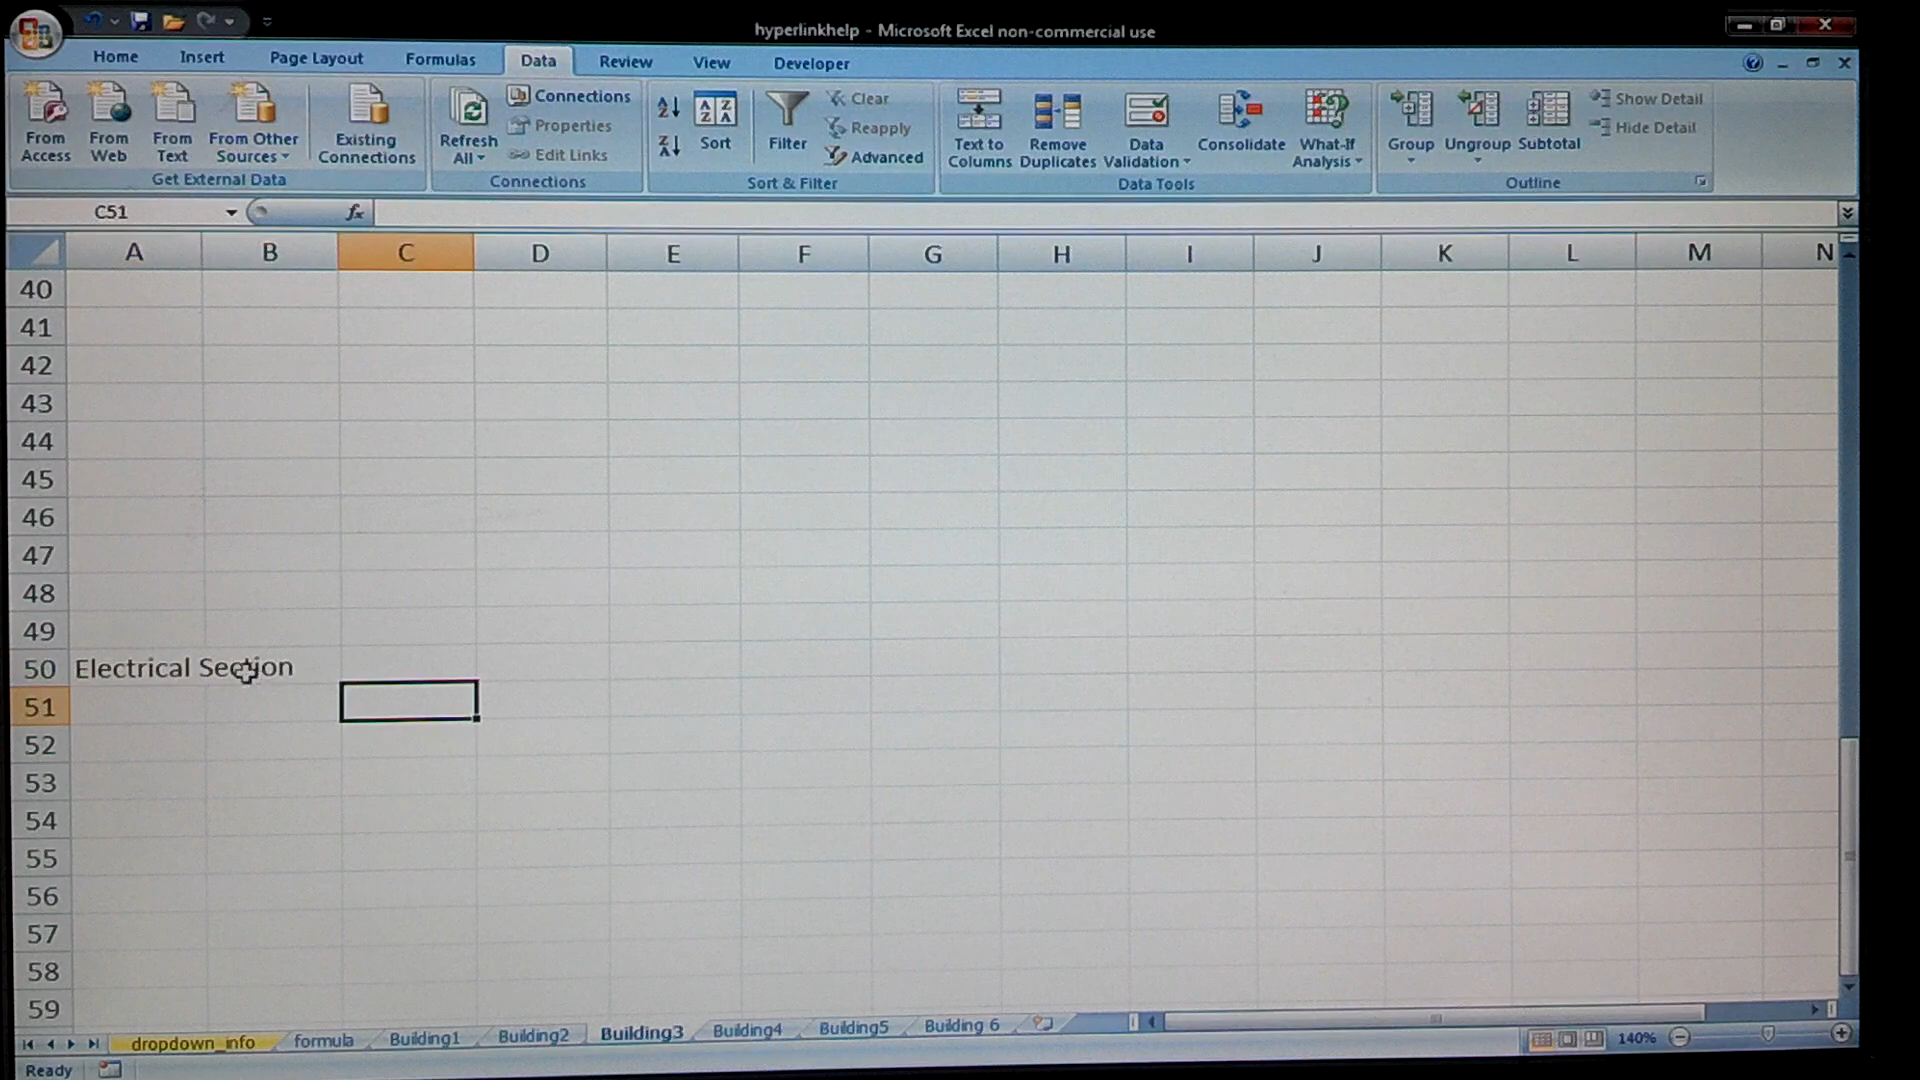 hyperlinkhelp - Microsoft Excel non-commercial use
Home Insert Page Layout Formulas Data Review View Developer
From Access
From Web
From Text
From Other Sources
Existing Connections
Get External Data
Refresh All
Connections
Properties
Edit Links
Connections
Sort
Filter
Clear
Reapply
Advanced
Sort & Filter
Text to Columns
Remove Duplicates
Data Validation
Consolidate
What-If Analysis
Data Tools
Group
Ungroup
Subtotal
Show Detail
Hide Detail
Outline
C51 fx
A B C D E F G H I J K L M N
40
41
42
43
44
45
46
47
48
49
50 Electrical Section
51
52
53
54
55
56
57
58
59
dropdown_info formula Building1 Building2 Building3 Building4 Building5 Building 6
140%
Ready